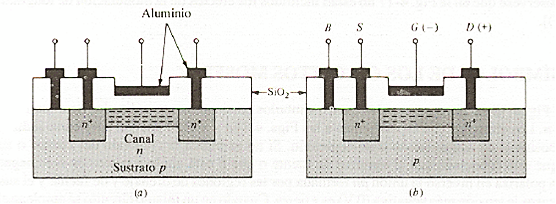 Aluminio
SiO2
n+ n+
Canal
n
Sustrato p
(a)
B S G (−) D (+)
n+ n+
p
(b)